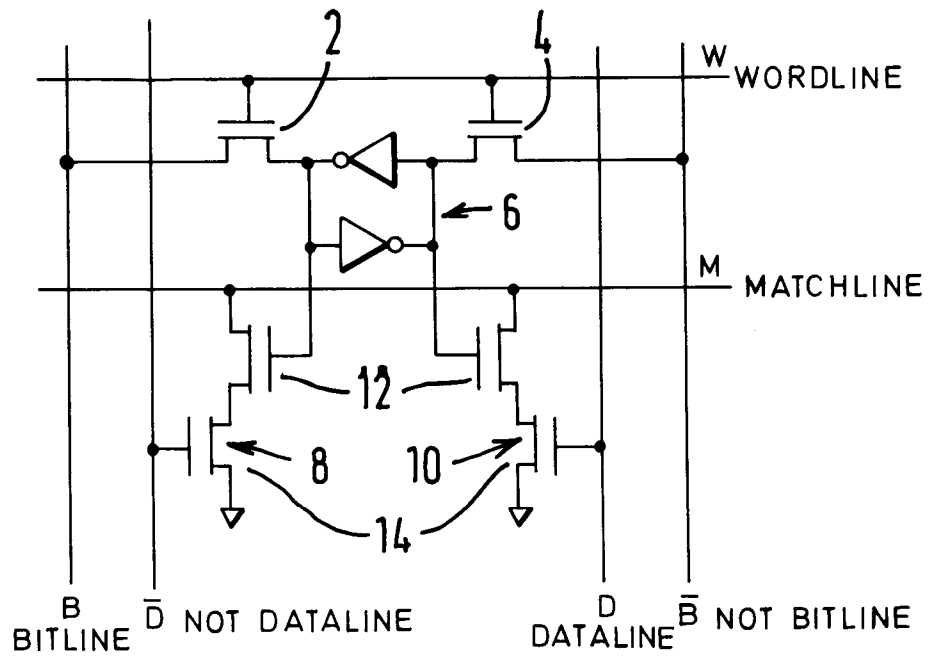 2
4
W
WORDLINE
6
M
MATCHLINE
12
8
10
14
B
BITLINE
D̅ NOT DATALINE
D
DATALINE
B̅ NOT BITLINE